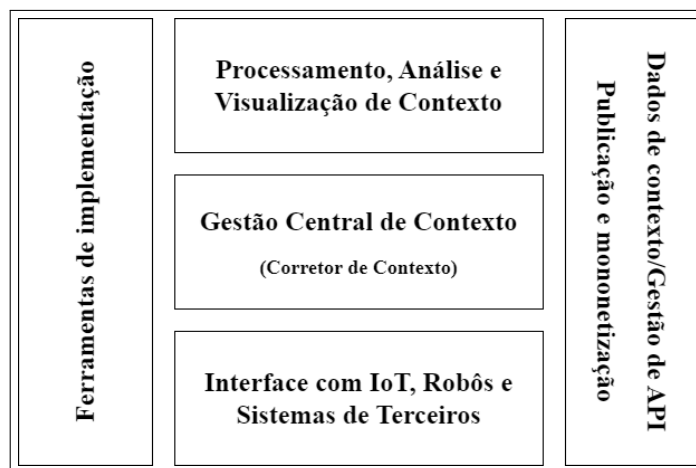 Ferramentas de implementação
Processamento, Análise e
Visualização de Contexto
Gestão Central de Contexto
(Corretor de Contexto)
Interface com IoT, Robôs e
Sistemas de Terceiros
Dados de contexto/Gestão de API
Publicação e mononetização